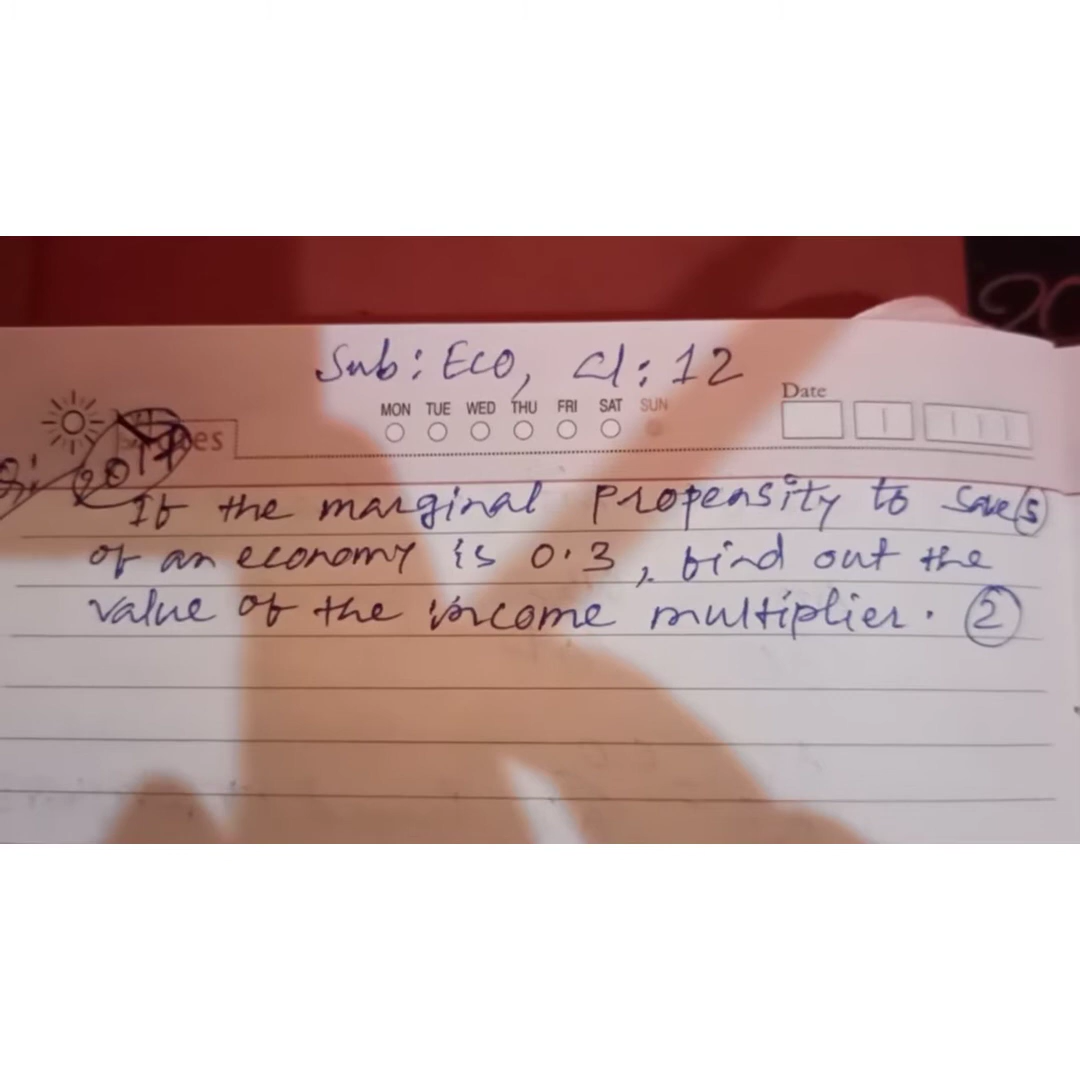 Sub: Eco, Cl: 12
MON TUE WED THU FRI SAT SUN
Date
Q: 2017
If the marginal propensity to save(s)
of an economy is 0.3, find out the
value of the income multiplier. 2